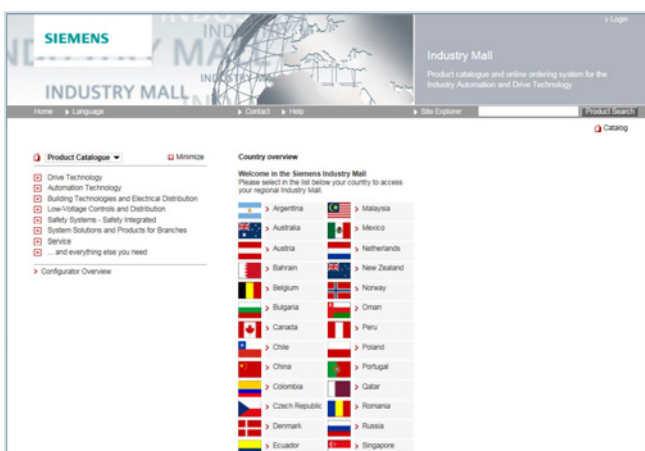 SIEMENS
INDUSTRY MALL
> Login
Industry Mall
Product catalogue and online ordering system for the
Industry Automation and Drive Technology
Home
Language
Contact
Help
Site Explorer
Product Search
Catalog
Product Catalogue
Minimize
Drive Technology
Automation Technology
Building Technologies and Electrical Distribution
Low-Voltage Controls and Distribution
Safety Systems - Safety Integrated
System Solutions and Products for Branches
Service
... and everything else you need
> Configurator Overview
Country overview
Welcome in the Siemens Industry Mall
Please select in the list below your country to access
your regional Industry Mall.
> Argentina
> Malaysia
> Australia
> Mexico
> Austria
> Netherlands
> Bahrain
> New Zealand
> Belgium
> Norway
> Bulgaria
> Oman
> Canada
> Peru
> Chile
> Poland
> China
> Portugal
> Colombia
> Qatar
> Czech Republic
> Romania
> Denmark
> Russia
> Ecuador
> Singapore